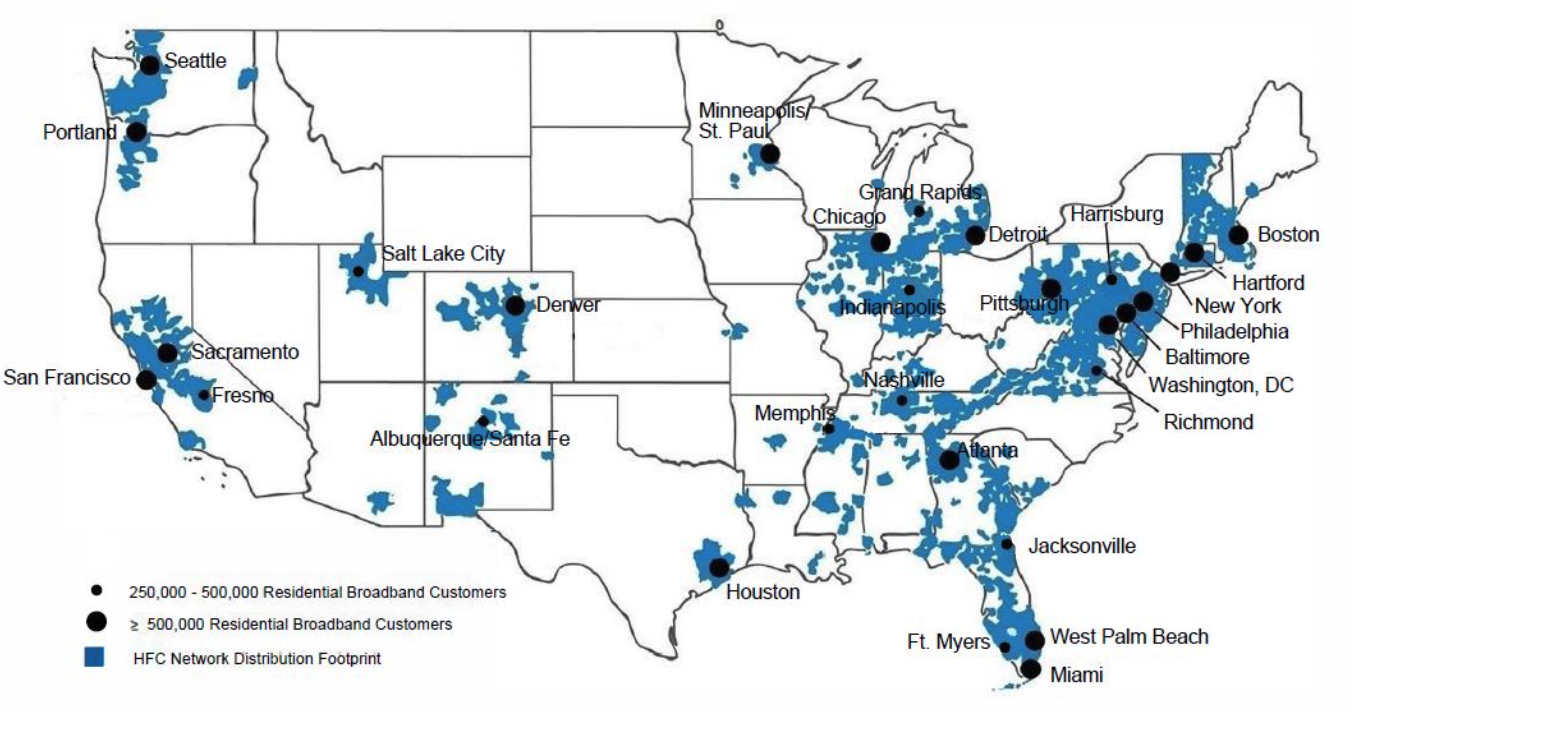 Seattle
Portland
Minneapolis/
St. Paul
Grand Rapids
Chicago
Detroit
Harrisburg
Boston
Salt Lake City
Hartford
Denver
Indianapolis
Pittsburgh
New York
Philadelphia
Baltimore
Washington, DC
Sacramento
San Francisco
Fresno
Nashville
Memphis
Richmond
Albuquerque/Santa Fe
Atlanta
Jacksonville
Houston
Ft. Myers
West Palm Beach
Miami
250,000 - 500,000 Residential Broadband Customers
≥ 500,000 Residential Broadband Customers
HFC Network Distribution Footprint